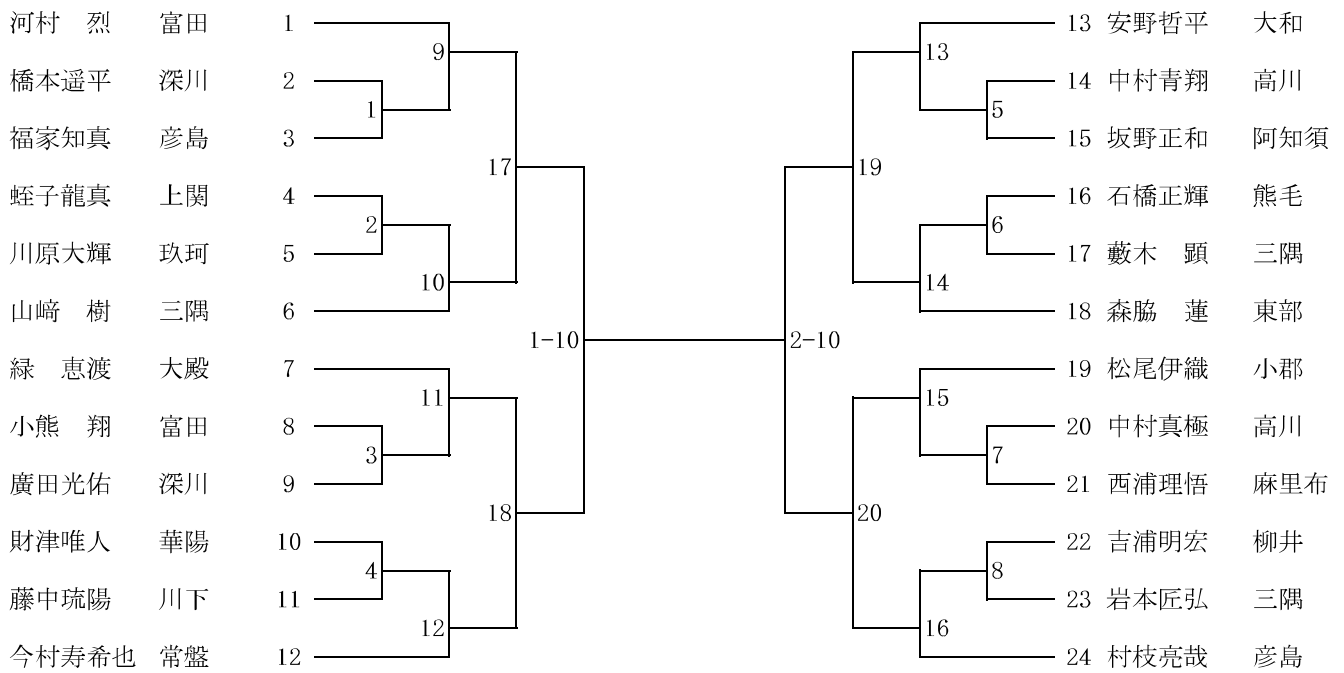 河村　烈　富田　1
橋本遥平　深川　2
福家知真　彦島　3
蛭子龍真　上関　4
川原大輝　玖珂　5
山﨑　樹　三隅　6
緑　恵渡　大殿　7
小熊　翔　富田　8
廣田光佑　深川　9
財津唯人　華陽　10
藤中琉陽　川下　11
今村寿希也　常盤　12
9
1
17
2
10
11
3
18
4
12
1-10
2-10
13
5
19
6
14
15
7
20
8
16
13　安野哲平　大和
14　中村青翔　高川
15　坂野正和　阿知須
16　石橋正輝　熊毛
17　藪木　顕　三隅
18　森脇　蓮　東部
19　松尾伊織　小郡
20　中村真極　高川
21　西浦理悟　麻里布
22　吉浦明宏　柳井
23　岩本匠弘　三隅
24　村枝亮哉　彦島